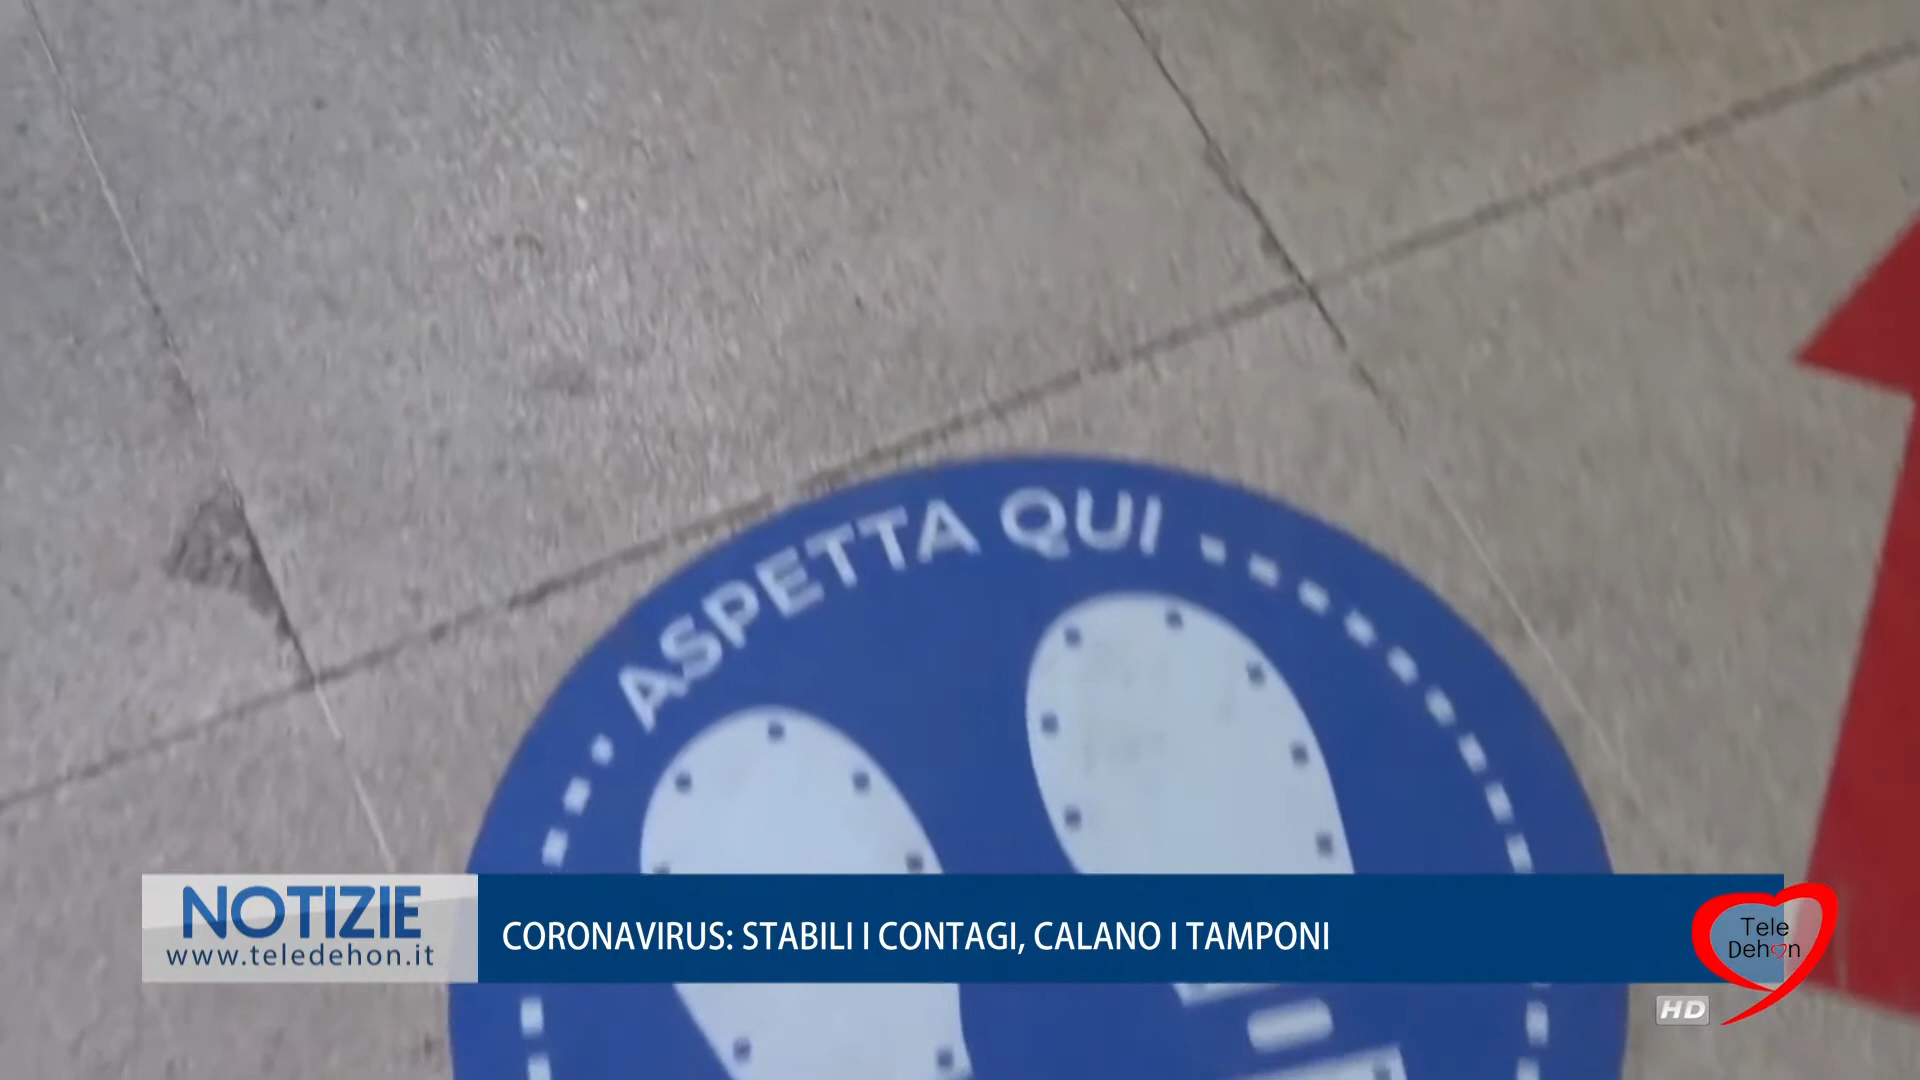 ASPETTA QUI
NOTIZIE
www.teledehon.it
CORONAVIRUS: STABILI I CONTAGI, CALANO I TAMPONI
Tele
Dehon
HD